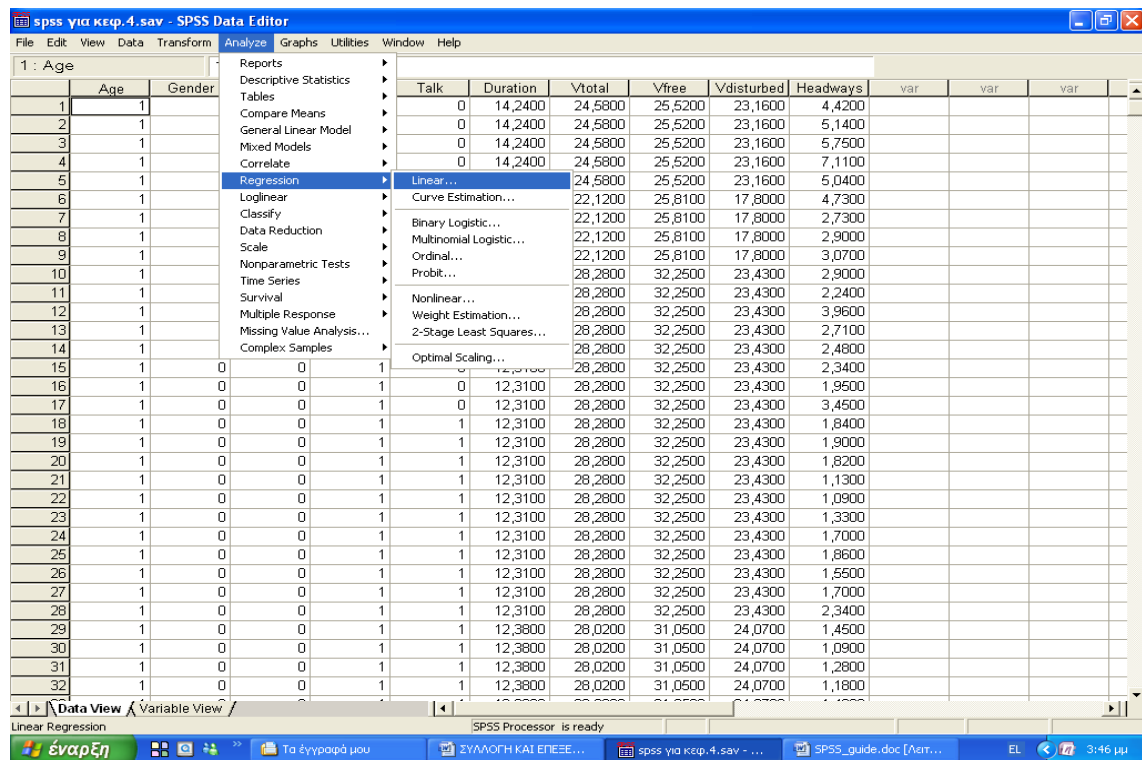 spss για κεφ.4.sav - SPSS Data Editor
File Edit View Data Transform Analyze Graphs Utilities Window Help
1 : Age
Age Gender Talk Duration Vtotal Vfree Vdisturbed Headways var var var
Reports
Descriptive Statistics
Tables
Compare Means
General Linear Model
Mixed Models
Correlate
Regression
Loglinear
Classify
Data Reduction
Scale
Nonparametric Tests
Time Series
Survival
Multiple Response
Missing Value Analysis...
Complex Samples
Linear...
Curve Estimation...
Binary Logistic...
Multinomial Logistic...
Ordinal...
Probit...
Nonlinear...
Weight Estimation...
2-Stage Least Squares...
Optimal Scaling...
1 1 0 14,2400 24,5800 25,5200 23,1600 4,4200
2 1 0 14,2400 24,5800 25,5200 23,1600 5,1400
3 1 0 14,2400 24,5800 25,5200 23,1600 5,7500
4 1 0 14,2400 24,5800 25,5200 23,1600 7,1100
5 1 24,5800 25,5200 23,1600 5,0400
6 1 22,1200 25,8100 17,8000 4,7300
7 1 22,1200 25,8100 17,8000 2,7300
8 1 22,1200 25,8100 17,8000 2,9000
9 1 22,1200 25,8100 17,8000 3,0700
10 1 28,2800 32,2500 23,4300 2,9000
11 1 28,2800 32,2500 23,4300 2,2400
12 1 28,2800 32,2500 23,4300 3,9600
13 1 28,2800 32,2500 23,4300 2,7100
14 1 28,2800 32,2500 23,4300 2,4800
15 1 0 0 1 0 12,3100 28,2800 32,2500 23,4300 2,3400
16 1 0 0 1 0 12,3100 28,2800 32,2500 23,4300 1,9500
17 1 0 0 1 0 12,3100 28,2800 32,2500 23,4300 3,4500
18 1 0 0 1 1 12,3100 28,2800 32,2500 23,4300 1,8400
19 1 0 0 1 1 12,3100 28,2800 32,2500 23,4300 1,9000
20 1 0 0 1 1 12,3100 28,2800 32,2500 23,4300 1,8200
21 1 0 0 1 1 12,3100 28,2800 32,2500 23,4300 1,1300
22 1 0 0 1 1 12,3100 28,2800 32,2500 23,4300 1,0900
23 1 0 0 1 1 12,3100 28,2800 32,2500 23,4300 1,3300
24 1 0 0 1 1 12,3100 28,2800 32,2500 23,4300 1,7000
25 1 0 0 1 1 12,3100 28,2800 32,2500 23,4300 1,8600
26 1 0 0 1 1 12,3100 28,2800 32,2500 23,4300 1,5500
27 1 0 0 1 1 12,3100 28,2800 32,2500 23,4300 1,7000
28 1 0 0 1 1 12,3100 28,2800 32,2500 23,4300 2,3400
29 1 0 0 1 1 12,3800 28,0200 31,0500 24,0700 1,4500
30 1 0 0 1 1 12,3800 28,0200 31,0500 24,0700 1,0900
31 1 0 0 1 1 12,3800 28,0200 31,0500 24,0700 1,2800
32 1 0 0 1 1 12,3800 28,0200 31,0500 24,0700 1,1800
Data View Variable View
Linear Regression SPSS Processor is ready
έναρξη Τα έγγραφά μου ΣΥΛΛΟΓΗ ΚΑΙ ΕΠΕΞΕ... spss για κεφ.4.sav - ... SPSS_guide.doc [Λειτ... EL 3:46 μμ